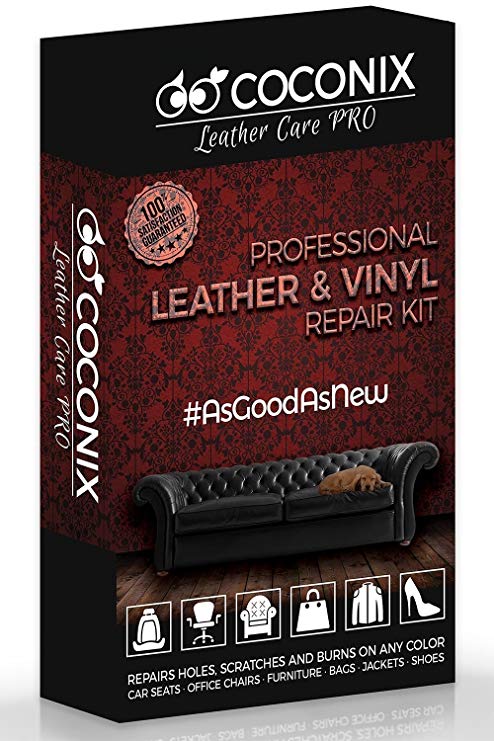 COCONIX
Leather Care PRO
100%
SATISFACTION
GUARANTEED
PROFESSIONAL
LEATHER & VINYL
REPAIR KIT
#AsGoodAsNew
REPAIRS HOLES, SCRATCHES AND BURNS ON ANY COLOR
CAR SEATS · OFFICE CHAIRS · FURNITURE · BAGS · JACKETS · SHOES
COCONIX
Leather Care PRO